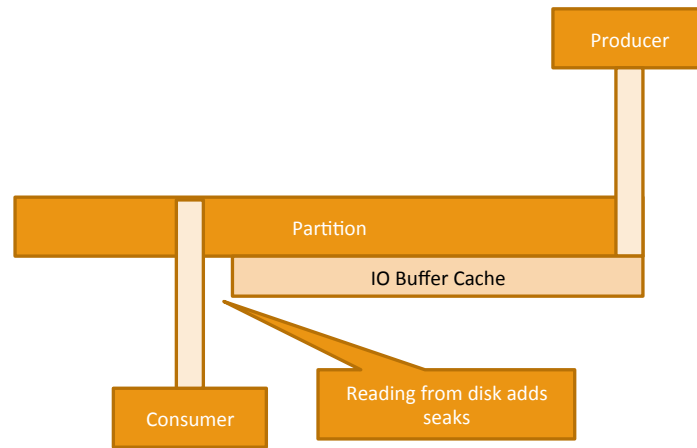 Producer
Partition
IO Buffer Cache
Reading from disk adds
seaks
Consumer